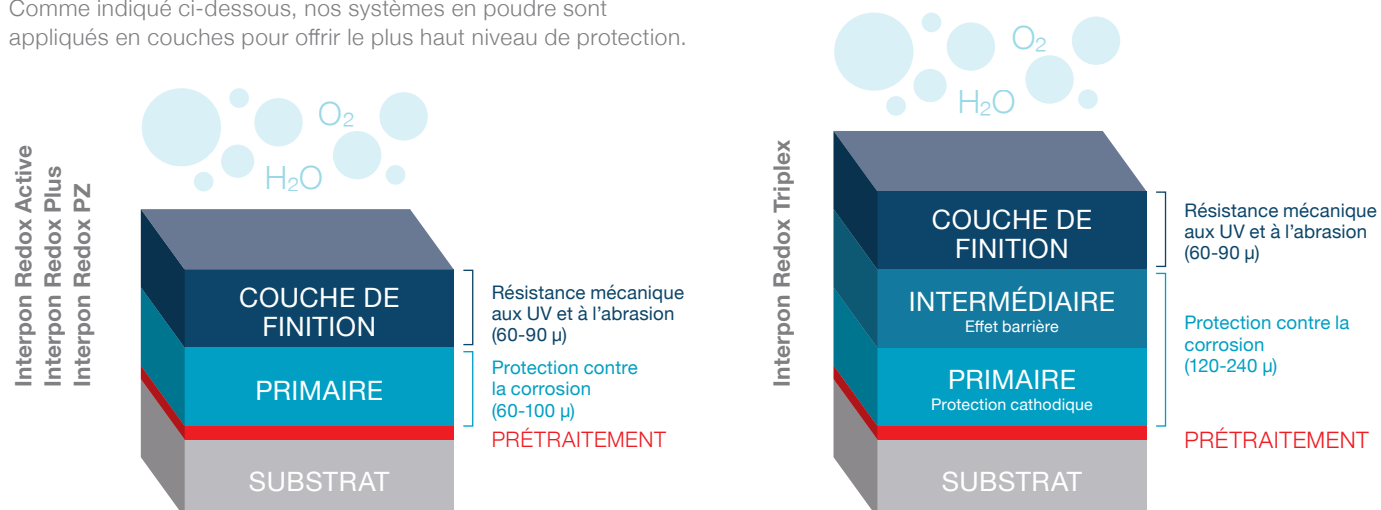 Comme indiqué ci-dessous, nos systèmes en poudre sont
appliqués en couches pour offrir le plus haut niveau de protection.
Interpon Redox Active
Interpon Redox Plus
Interpon Redox PZ
O₂
H₂O
COUCHE DE
FINITION
Résistance mécanique
aux UV et à l'abrasion
(60-90 µ)
PRIMAIRE
Protection contre
la corrosion
(60-100 µ)
PRÉTRAITEMENT
SUBSTRAT
Interpon Redox Triplex
O₂
H₂O
COUCHE DE
FINITION
Résistance mécanique
aux UV et à l'abrasion
(60-90 µ)
INTERMÉDIAIRE
Effet barrière
PRIMAIRE
Protection cathodique
Protection contre la
corrosion
(120-240 µ)
PRÉTRAITEMENT
SUBSTRAT